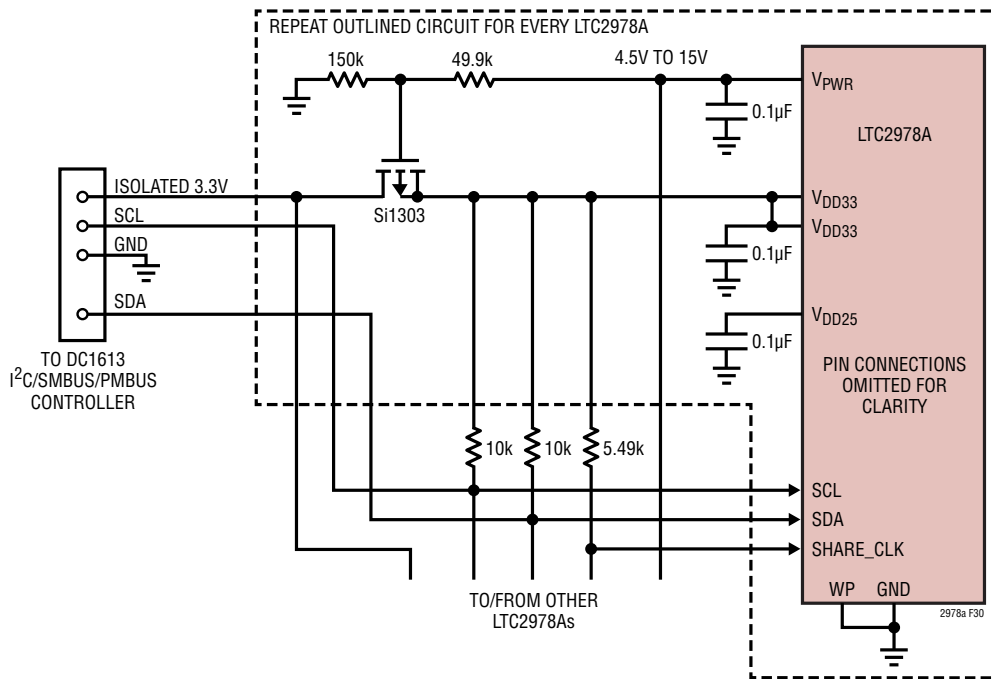 REPEAT OUTLINED CIRCUIT FOR EVERY LTC2978A
150k
49.9k
4.5V TO 15V
VPWR
0.1µF
LTC2978A
ISOLATED 3.3V
Si1303
VDD33
SCL
VDD33
GND
0.1µF
SDA
VDD25
0.1µF
TO DC1613
I2C/SMBUS/PMBUS
CONTROLLER
PIN CONNECTIONS
OMITTED FOR
CLARITY
10k
10k
5.49k
SCL
SDA
SHARE_CLK
TO/FROM OTHER
LTC2978As
WP
GND
2978a F30